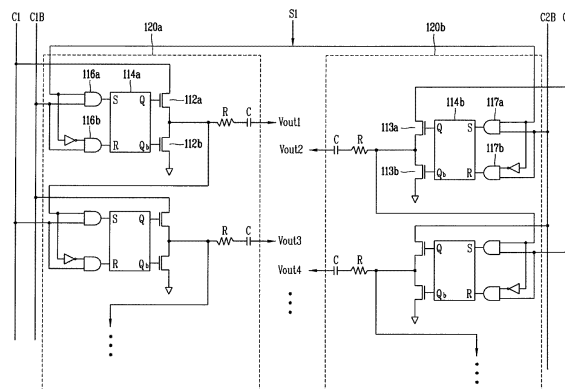 C1 C1B 120a S1 120b C2B
116a 114a 112a 113a 114b 117a
S Q R C Vout1 Q S
116b 117b
R Qb 112b Vout2 C R 113b Qb R
S Q R C Vout3 Q S
R Qb Vout4 C R Qb R